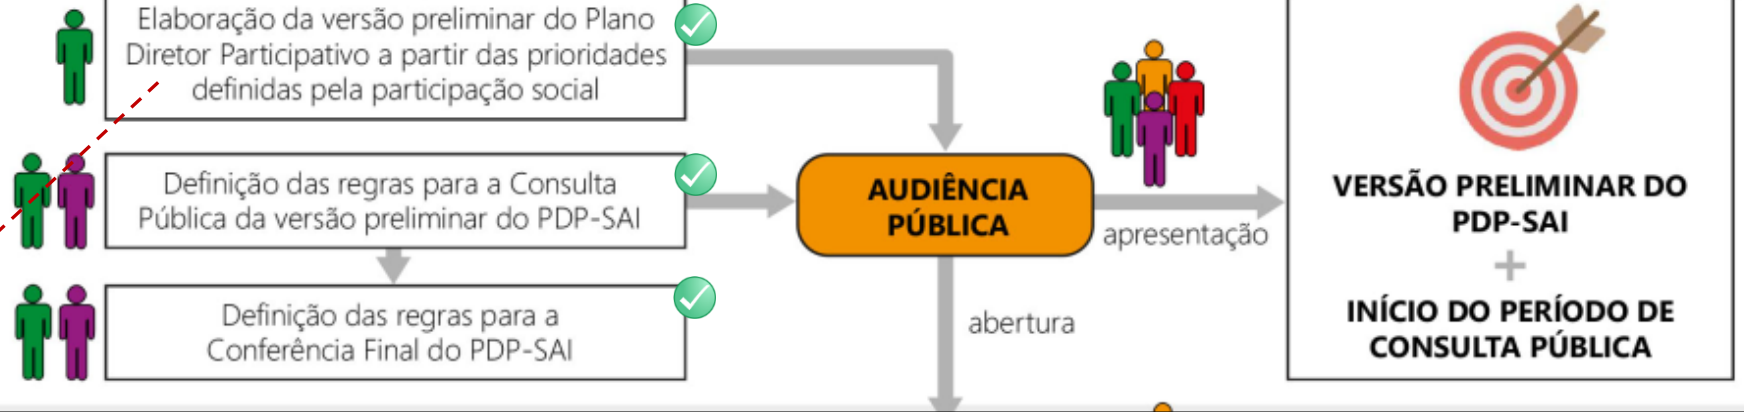 Elaboração da versão preliminar do Plano
Diretor Participativo a partir das prioridades
definidas pela participação social
Definição das regras para a Consulta
Pública da versão preliminar do PDP-SAI
Definição das regras para a
Conferência Final do PDP-SAI
AUDIÊNCIA
PÚBLICA
apresentação
abertura
VERSÃO PRELIMINAR DO
PDP-SAI
+
INÍCIO DO PERÍODO DE
CONSULTA PÚBLICA